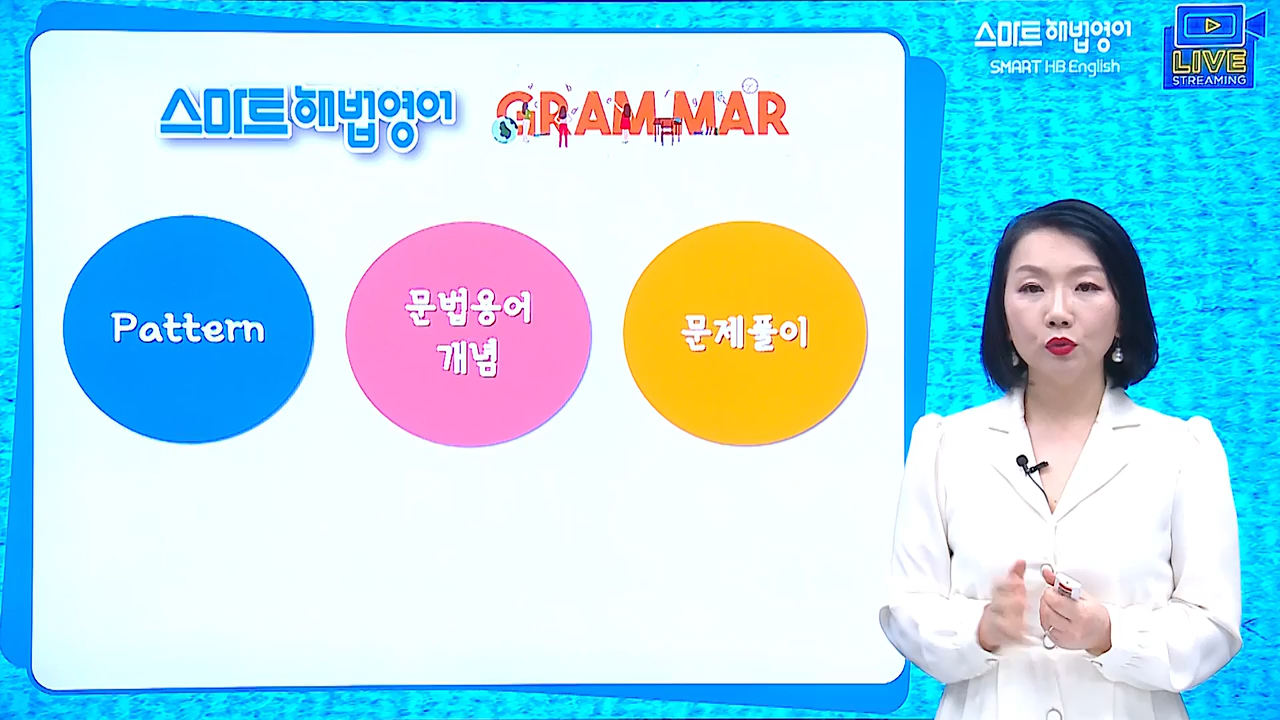 스마트해법영어 GRAMMAR
Pattern
문법용어
개념
문제풀이
스마트해법영어
SMART HB English
LIVE
STREAMING